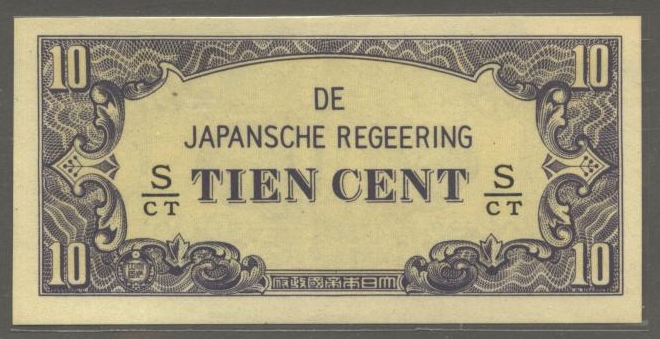 10 10
DE
JAPANSCHE REGEERING
S/CT TIEN CENT S/CT
10 10
府政國帝本日大